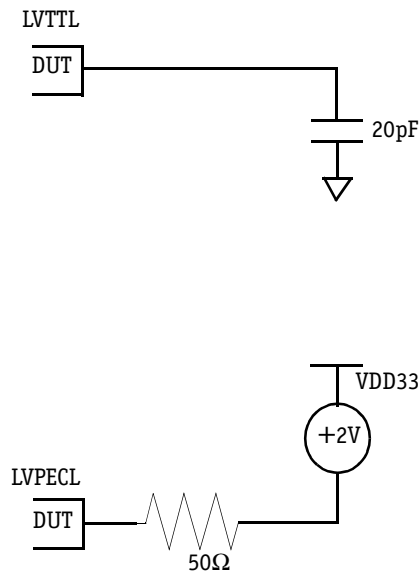 LVTTL
DUT
20pF
VDD33
+2V
LVPECL
DUT
50Ω